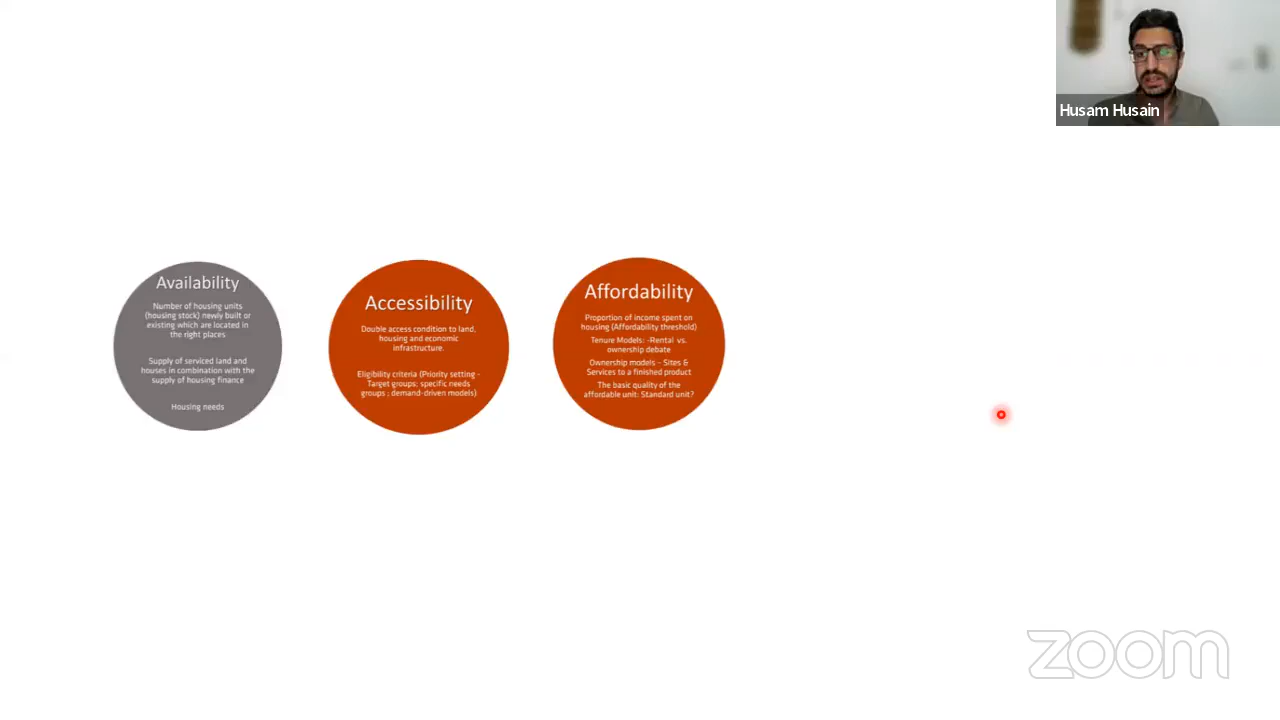 Husam Husain
Availability
Number of housing units
(housing stock) newly built or
existing which are located in
the right places
Supply of serviced land and
houses in combination with the
supply of housing finance
Housing needs
Accessibility
Double access condition to land,
housing and economic
infrastructure.
Eligibility criteria (Priority setting -
Target groups; specific needs
groups ; demand-driven models)
Affordability
Proportion of income spent on
housing (Affordability threshold)
Tenure Models: -Rental vs.
ownership debate
Ownership models – Sites &
Services to a finished product
The basic quality of the
affordable unit: Standard unit?
zoom